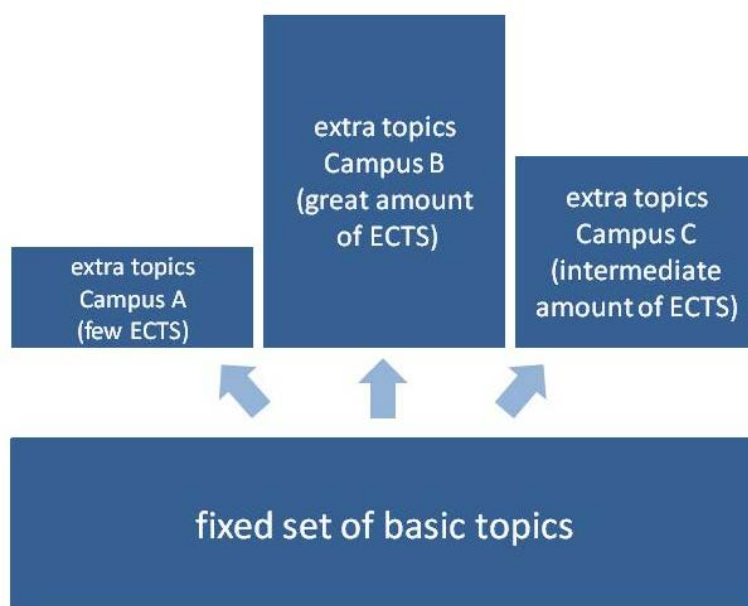 extra topics
Campus A
(few ECTS)
extra topics
Campus B
(great amount
of ECTS)
extra topics
Campus C
(intermediate
amount of ECTS)
fixed set of basic topics